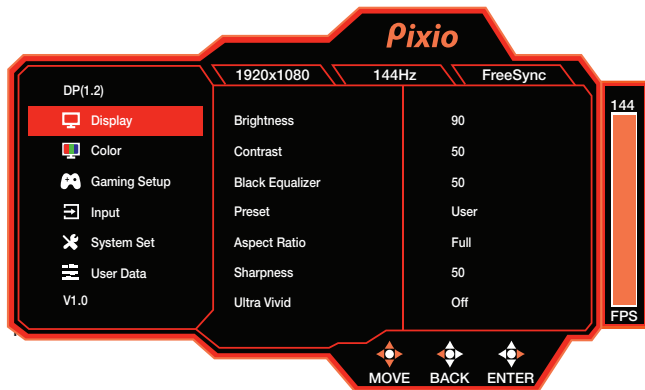 Pixio
1920x1080 144Hz FreeSync
DP(1.2)
144
Display Brightness 90
Color Contrast 50
Gaming Setup Black Equalizer 50
Input Preset User
System Set Aspect Ratio Full
User Data Sharpness 50
V1.0 Ultra Vivid Off
FPS
MOVE BACK ENTER